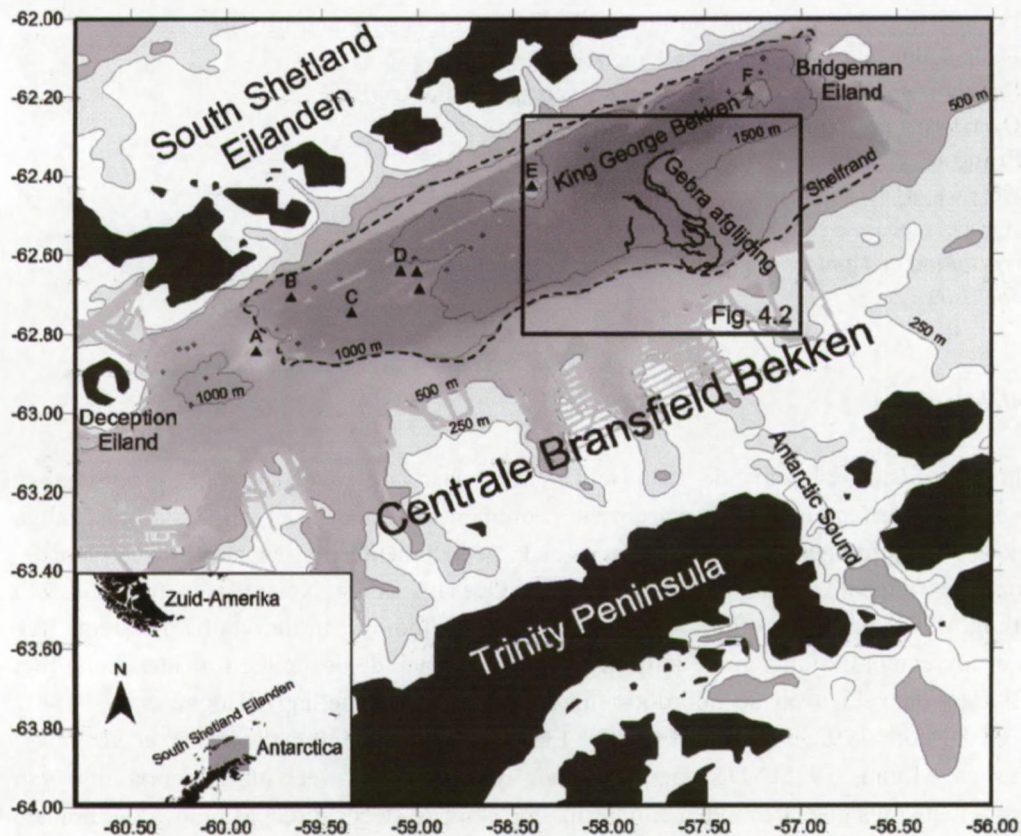 -62.00
-62.20
-62.40
-62.60
-62.80
-63.00
-63.20
-63.40
-63.60
-63.80
-64.00
South Shetland
Eilanden
Bridgeman
Eiland
500 m
F
King George Bekken
1500 m
E
Gebra afglijding
Shelfrand
D
B
C
A
Fig. 4.2
1000 m
250 m
1000 m
500 m
250 m
Deception
Eiland
Centrale Bransfield Bekken
Antarctic Sound
Trinity Peninsula
Zuid-Amerika
N
South Shetland Eilanden
Antarctica
-60.50
-60.00
-59.50
-59.00
-58.50
-58.00
-57.50
-57.00
-56.50
-56.00